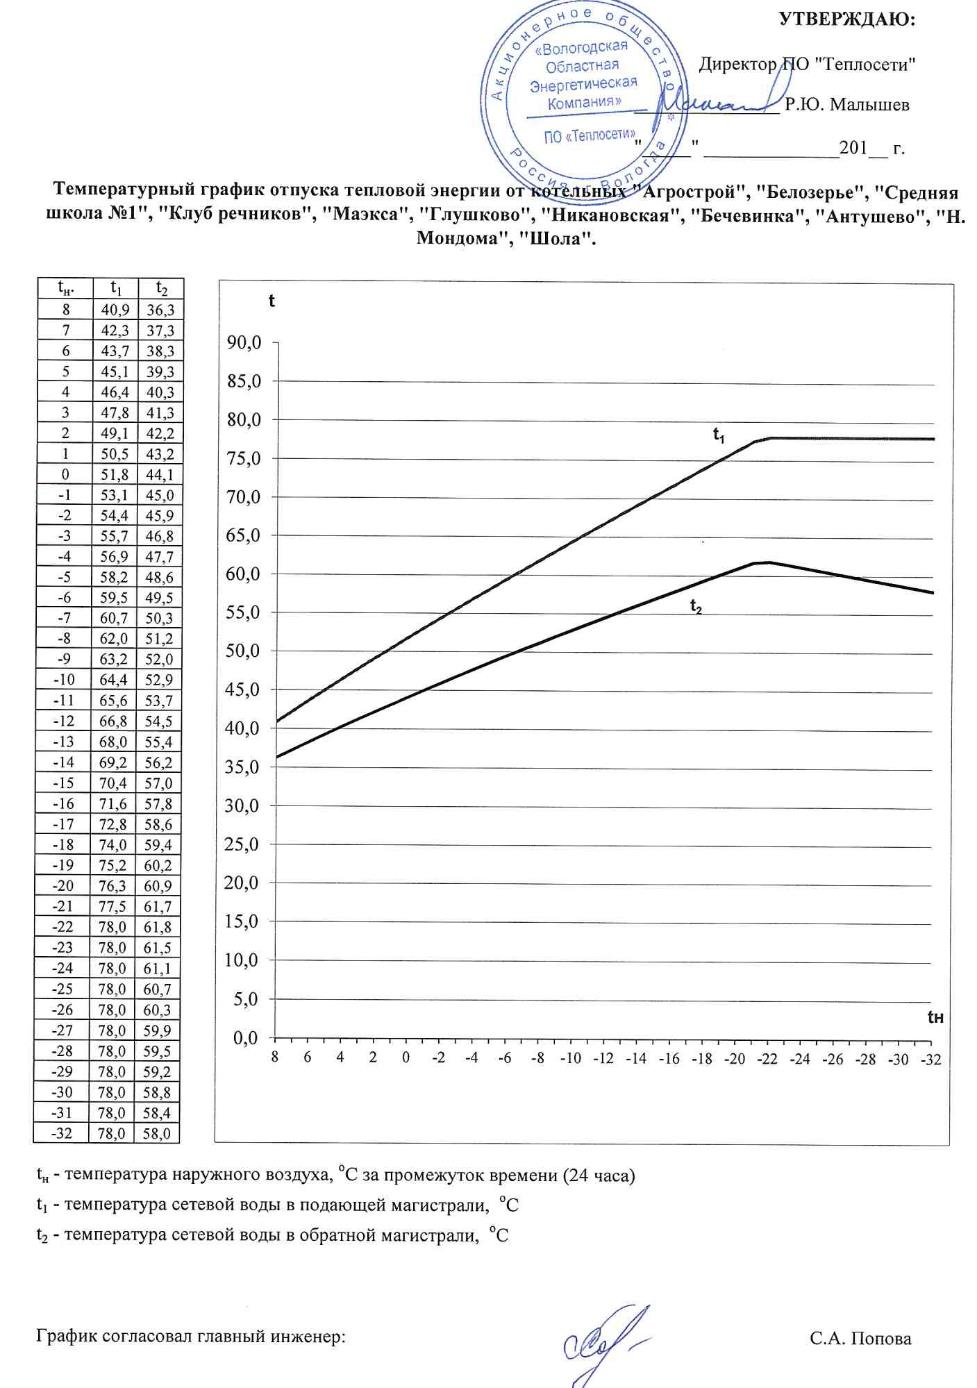 УТВЕРЖДАЮ:
Акционерное общество
«Вологодская
Областная
Энергетическая
Компания»
ПО «Теплосети»
Россия, г. Вологда
Директор ПО "Теплосети"
Р.Ю. Малышев
"_____" ______________201__ г.
Температурный график отпуска тепловой энергии от котельных "Агрострой", "Белозерье", "Средняя
школа №1", "Клуб речников", "Маэкса", "Глушково", "Никановская", "Бечевинка", "Антушево", "Н.
Мондома", "Шола".
tн. t1 t2
8 40,9 36,3
7 42,3 37,3
6 43,7 38,3
5 45,1 39,3
4 46,4 40,3
3 47,8 41,3
2 49,1 42,2
1 50,5 43,2
0 51,8 44,1
-1 53,1 45,0
-2 54,4 45,9
-3 55,7 46,8
-4 56,9 47,7
-5 58,2 48,6
-6 59,5 49,5
-7 60,7 50,3
-8 62,0 51,2
-9 63,2 52,0
-10 64,4 52,9
-11 65,6 53,7
-12 66,8 54,5
-13 68,0 55,4
-14 69,2 56,2
-15 70,4 57,0
-16 71,6 57,8
-17 72,8 58,6
-18 74,0 59,4
-19 75,2 60,2
-20 76,3 60,9
-21 77,5 61,7
-22 78,0 61,8
-23 78,0 61,5
-24 78,0 61,1
-25 78,0 60,7
-26 78,0 60,3
-27 78,0 59,9
-28 78,0 59,5
-29 78,0 59,2
-30 78,0 58,8
-31 78,0 58,4
-32 78,0 58,0
t
90,0
85,0
80,0
75,0
70,0
65,0
60,0
55,0
50,0
45,0
40,0
35,0
30,0
25,0
20,0
15,0
10,0
5,0
0,0
t1
t2
tн
8 6 4 2 0 -2 -4 -6 -8 -10 -12 -14 -16 -18 -20 -22 -24 -26 -28 -30 -32
tн - температура наружного воздуха, °С за промежуток времени (24 часа)
t1 - температура сетевой воды в подающей магистрали, °С
t2 - температура сетевой воды в обратной магистрали, °С
График согласовал главный инженер:
С.А. Попова